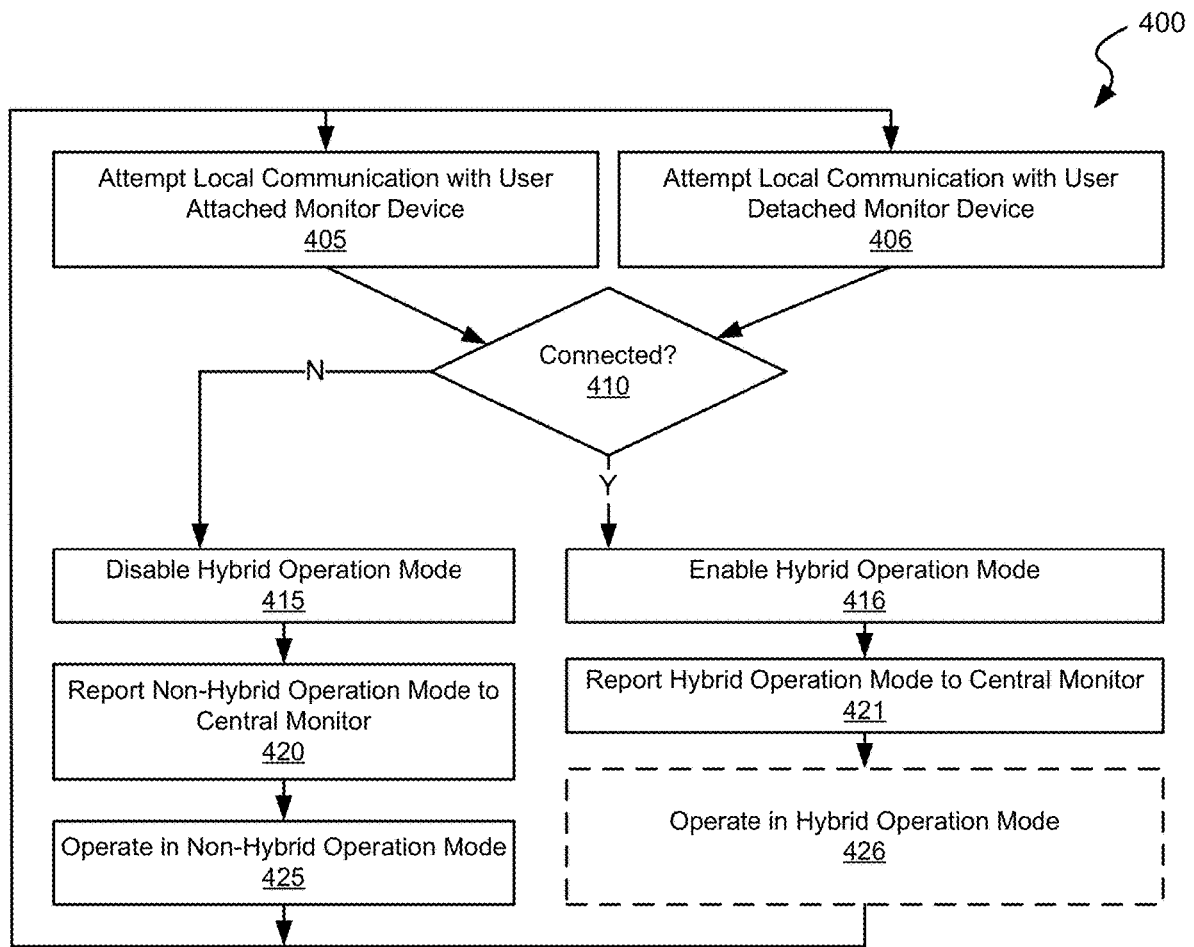 400
Attempt Local Communication with User
Attached Monitor Device
405
Attempt Local Communication with User
Detached Monitor Device
406
Connected?
410
N
Y
Disable Hybrid Operation Mode
415
Enable Hybrid Operation Mode
416
Report Non-Hybrid Operation Mode to
Central Monitor
420
Report Hybrid Operation Mode to Central Monitor
421
Operate in Non-Hybrid Operation Mode
425
Operate in Hybrid Operation Mode
426